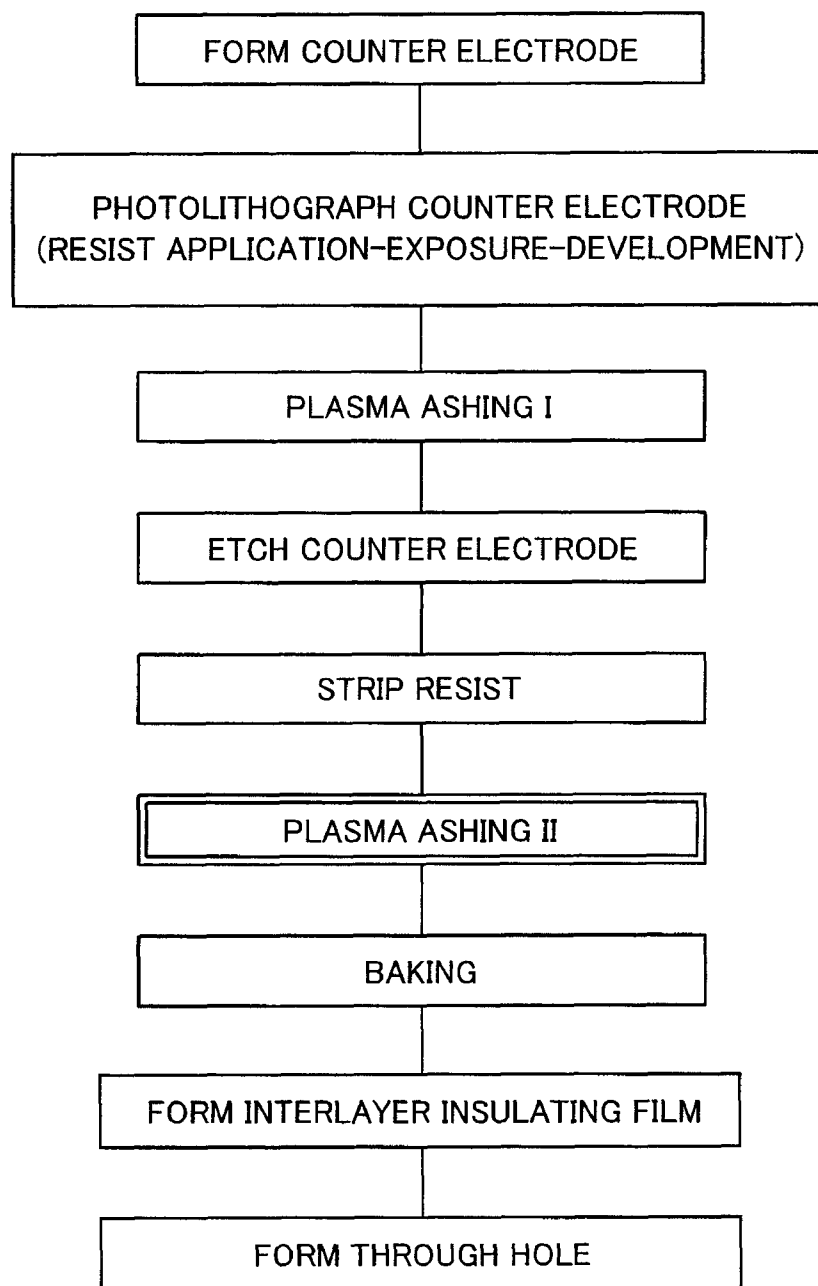 FORM COUNTER ELECTRODE
PHOTOLITHOGRAPH COUNTER ELECTRODE
(RESIST APPLICATION-EXPOSURE-DEVELOPMENT)
PLASMA ASHING I
ETCH COUNTER ELECTRODE
STRIP RESIST
PLASMA ASHING II
BAKING
FORM INTERLAYER INSULATING FILM
FORM THROUGH HOLE